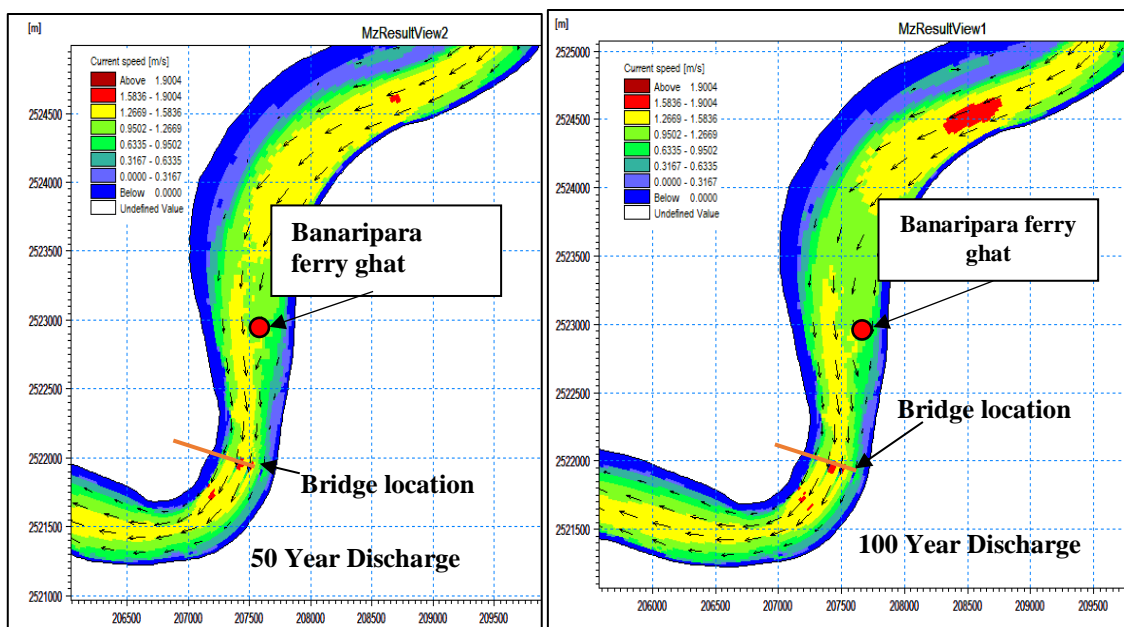 [m]
MzResultView2
Current speed [m/s]
Above 1.9004
1.5836 - 1.9004
1.2669 - 1.5836
0.9502 - 1.2669
0.6335 - 0.9502
0.3167 - 0.6335
0.0000 - 0.3167
Below 0.0000
Undefined Value
2524500
2524000
2523500
2523000
2522500
2522000
2521500
2521000
Banaripara
ferry ghat
Bridge location
50 Year Discharge
206500 207000 207500 208000 208500 209000 209500
[m]
MzResultView1
Current speed [m/s]
Above 1.9004
1.5836 - 1.9004
1.2669 - 1.5836
0.9502 - 1.2669
0.6335 - 0.9502
0.3167 - 0.6335
0.0000 - 0.3167
Below 0.0000
Undefined Value
2525000
2524500
2524000
2523500
2523000
2522500
2522000
2521500
Banaripara ferry
ghat
Bridge location
100 Year Discharge
206000 206500 207000 207500 208000 208500 209000 209500